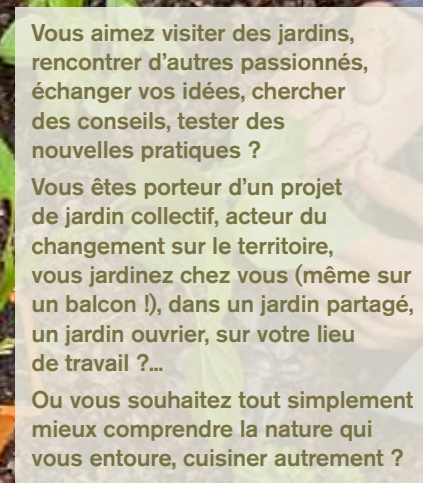 Vous aimez visiter des jardins,
rencontrer d’autres passionnés,
échanger vos idées, chercher
des conseils, tester des
nouvelles pratiques ?
Vous êtes porteur d’un projet
de jardin collectif, acteur du
changement sur le territoire,
vous jardinez chez vous (même sur
un balcon !), dans un jardin partagé,
un jardin ouvrier, sur votre lieu
de travail ?...
Ou vous souhaitez tout simplement
mieux comprendre la nature qui
vous entoure, cuisiner autrement ?